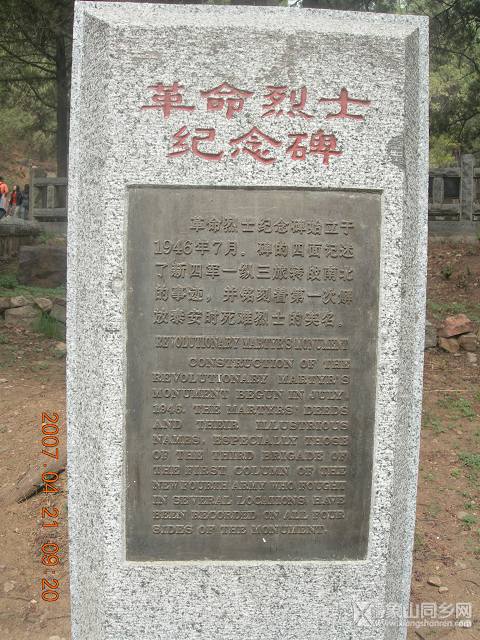 革命烈士
纪念碑
革命烈士纪念碑始立于
1946年7月。碑的四面记述
了新四军一纵三旅转战南北
的事迹，并铭刻着第一次解
放泰安时死难烈士的英名。
REVOLUTIONARY MARTYR'S MONUMENT
CONSTRUCTION OF THE
REVOLUTIONARY MARTYR'S
MONUMENT BEGUN IN JULY,
1946. THE MARTYRS' DEEDS
AND THEIR ILLUSTRIOUS
NAMES, ESPECIALLY THOSE
OF THE THIRD BRIGADE OF
THE FIRST COLUMN OF THE
NEW FOURTH ARMY WHO FOUGHT
IN SEVERAL LOCATIONS HAVE
BEEN RECORDED ON ALL FOUR
SIDES OF THE MONUMENT.
2007.04.21 09:20
象山同乡网
www.xiangshanren.com